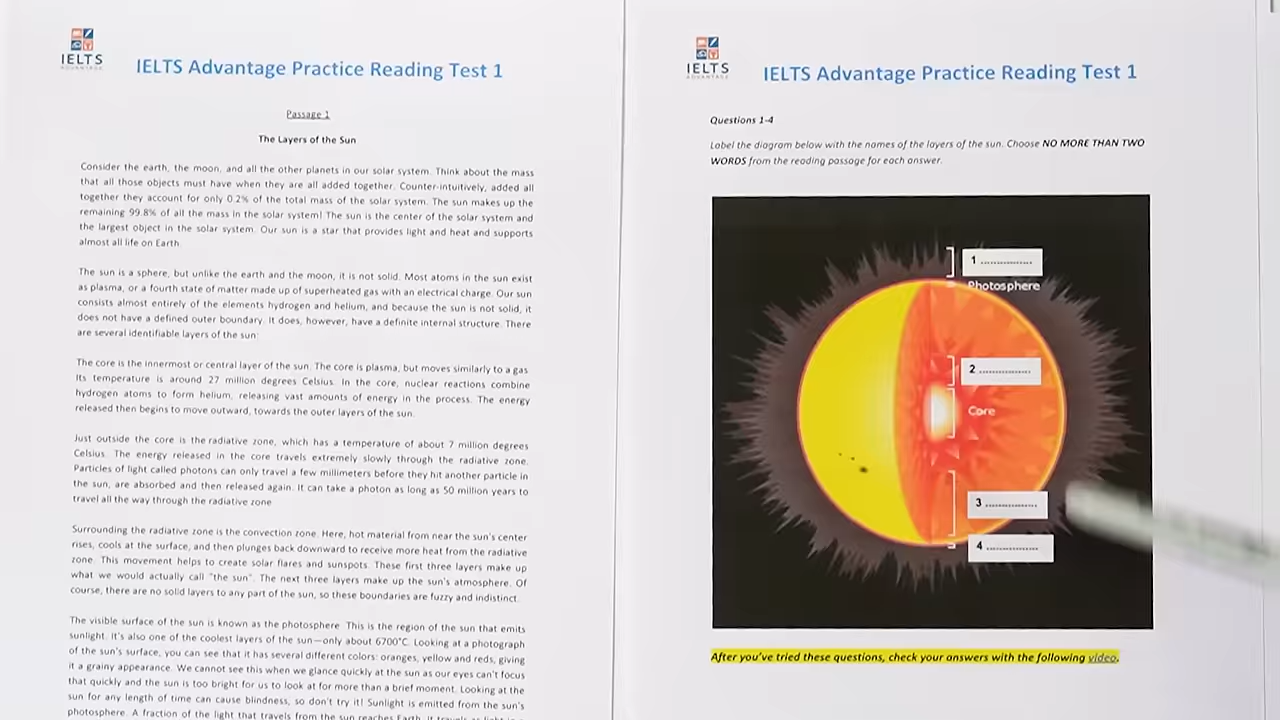 IELTS
ADVANTAGE
IELTS Advantage Practice Reading Test 1
Passage 1
The Layers of the Sun
Consider the earth, the moon, and all the other planets in our solar system. Think about the mass
that all those objects must have when they are all added together. Counter-intuitively, added all
together they account for only 0.2% of the total mass of the solar system. The sun makes up the
remaining 99.8% of all the mass in the solar system! The sun is the center of the solar system and
the largest object in the solar system. Our sun is a star that provides light and heat and supports
almost all life on Earth.
The sun is a sphere, but unlike the earth and the moon, it is not solid. Most atoms in the sun exist
as plasma, or a fourth state of matter made up of superheated gas with an electrical charge. Our sun
consists almost entirely of the elements hydrogen and helium, and because the sun is not solid, it
does not have a defined outer boundary. It does, however, have a definite internal structure. There
are several identifiable layers of the sun:
The core is the innermost or central layer of the sun. The core is plasma, but moves similarly to a gas.
Its temperature is around 27 million degrees Celsius. In the core, nuclear reactions combine
hydrogen atoms to form helium, releasing vast amounts of energy in the process. The energy
released then begins to move outward, towards the outer layers of the sun.
Just outside the core is the radiative zone, which has a temperature of about 7 million degrees
Celsius. The energy released in the core travels extremely slowly through the radiative zone.
Particles of light called photons can only travel a few millimeters before they hit another particle in
the sun, are absorbed and then released again. It can take a photon as long as 50 million years to
travel all the way through the radiative zone.
Surrounding the radiative zone is the convection zone. Here, hot material from near the sun's center
rises, cools at the surface, and then plunges back downward to receive more heat from the radiative
zone. This movement helps to create solar flares and sunspots. These first three layers make up
what we would actually call "the sun". The next three layers make up the sun's atmosphere. Of
course, there are no solid layers to any part of the sun, so these boundaries are fuzzy and indistinct.
The visible surface of the sun is known as the photosphere. This is the region of the sun that emits
sunlight. It's also one of the coolest layers of the sun—only about 6700°C. Looking at a photograph
of the sun's surface, you can see that it has several different colors: oranges, yellow and reds, giving
it a grainy appearance. We cannot see this when we glance quickly at the sun as our eyes can't focus
that quickly and the sun is too bright for us to look at for more than a brief moment. Looking at the
sun for any length of time can cause blindness, so don't try it! Sunlight is emitted from the sun's
photosphere. A fraction of the light that travels from the sun reaches Earth. It travels as light in a
IELTS
ADVANTAGE
IELTS Advantage Practice Reading Test 1
Questions 1-4
Label the diagram below with the names of the layers of the sun. Choose NO MORE THAN TWO
WORDS from the reading passage for each answer.
1 ...............
Photosphere
2 ...............
Core
3 ...............
4 ...............
After you've tried these questions, check your answers with the following video.